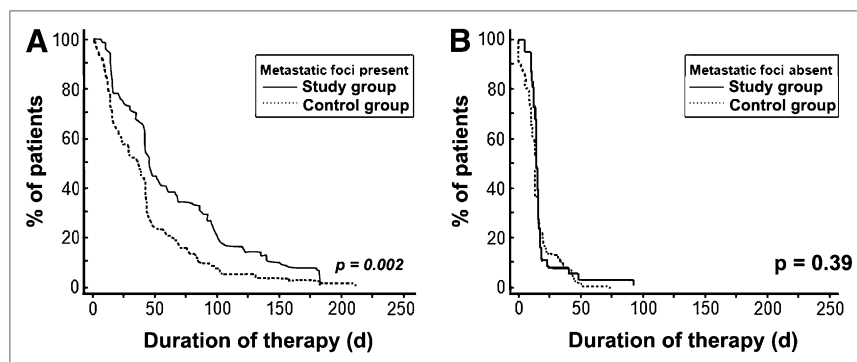 A
100
80
60
40
20
0
% of patients
Metastatic foci present
Study group
Control group
p = 0.002
0 50 100 150 200 250
Duration of therapy (d)
B
100
80
60
40
20
0
% of patients
Metastatic foci absent
Study group
Control group
p = 0.39
0 50 100 150 200 250
Duration of therapy (d)